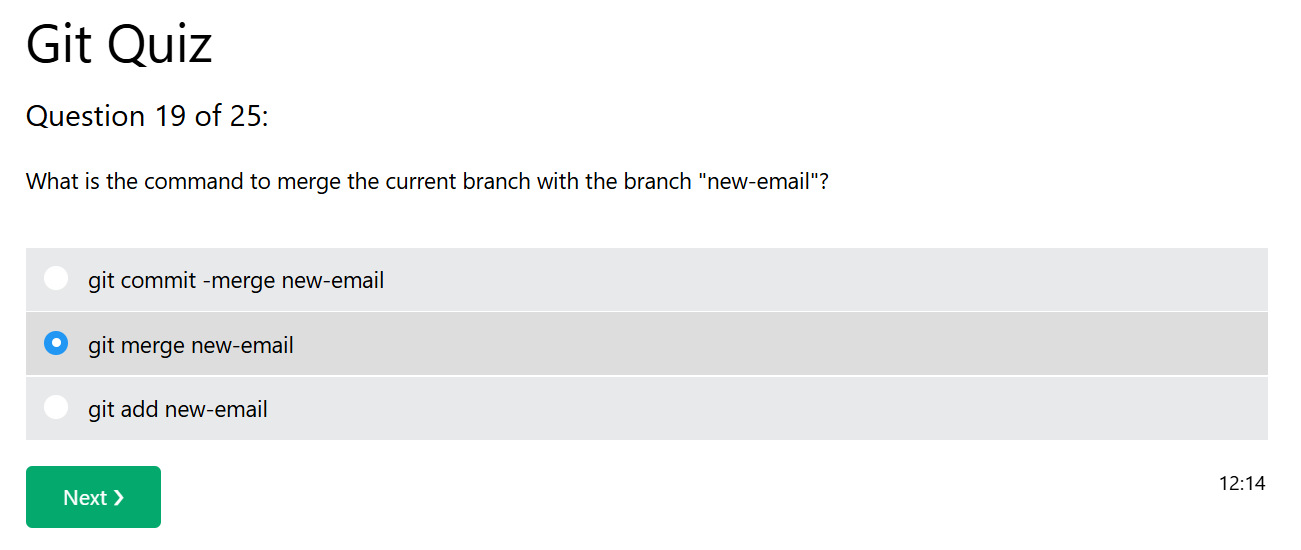 Git Quiz
Question 19 of 25:
What is the command to merge the current branch with the branch "new-email"?
git commit -merge new-email
git merge new-email
git add new-email
Next ❯
12:14